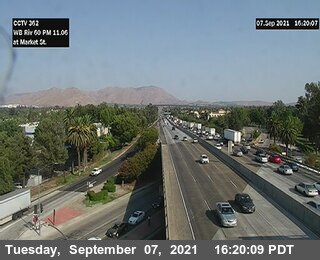 CCTV 362
WB Riv 60 PM 11.06
at Market St.
07.Sep 2021 16:20:07
Tuesday, September 07, 2021 16:20:09 PDT